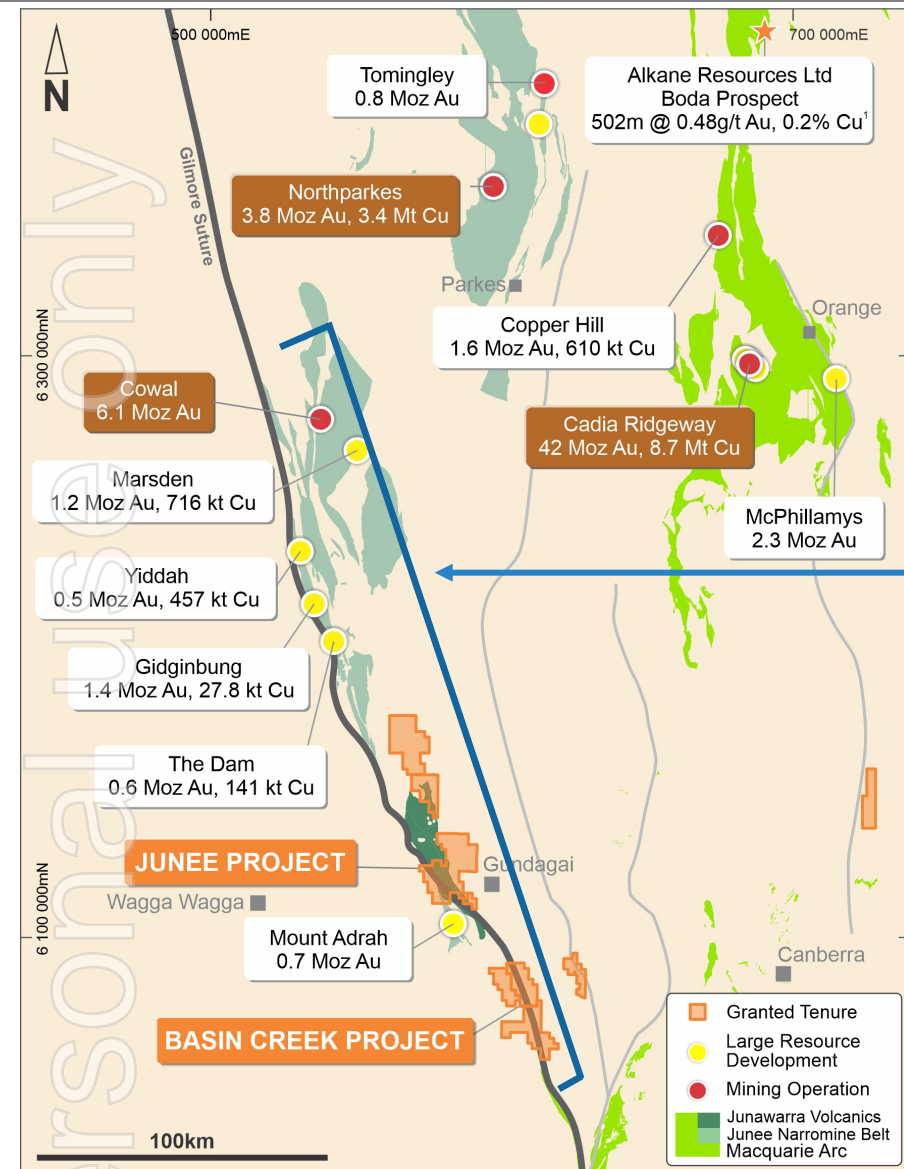 500 000mE
700 000mE
N
Tomingley
0.8 Moz Au
Alkane Resources Ltd
Boda Prospect
502m @ 0.48g/t Au, 0.2% Cu¹
Gilmore Suture
Northparkes
3.8 Moz Au, 3.4 Mt Cu
Parkes
Orange
Copper Hill
1.6 Moz Au, 610 kt Cu
6 300 000mN
Cowal
6.1 Moz Au
Cadia Ridgeway
42 Moz Au, 8.7 Mt Cu
Marsden
1.2 Moz Au, 716 kt Cu
McPhillamys
2.3 Moz Au
Yiddah
0.5 Moz Au, 457 kt Cu
Gidginbung
1.4 Moz Au, 27.8 kt Cu
The Dam
0.6 Moz Au, 141 kt Cu
JUNEE PROJECT
Gundagai
Wagga Wagga
6 100 000mN
Mount Adrah
0.7 Moz Au
Canberra
BASIN CREEK PROJECT
Granted Tenure
Large Resource
Development
Mining Operation
Junawarra Volcanics
Junee Narromine Belt
Macquarie Arc
100km
ersonal use only